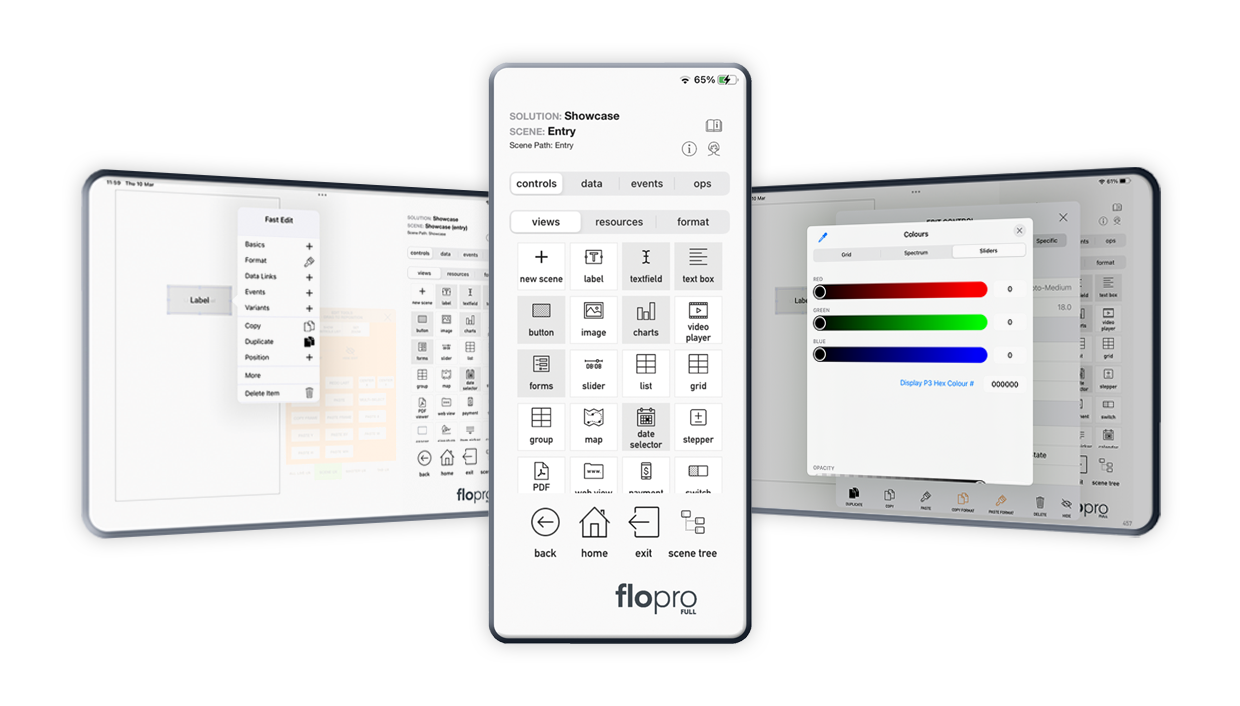 11:59 Thu 10 Mar
Label
Fast Edit
Basics
Format
Data Links
Events
Variants
Copy
Duplicate
Position
More
Delete Item
SOLUTION: Showcase
SCENE: Showcase (entry)
Scene Path: Showcase
controls data events
views resources
new scene label textfield
button image charts
forms slider list
group map date selector
PDF viewer web view payment
back home exit
flopro
65%
SOLUTION: Showcase
SCENE: Entry
Scene Path: Entry
controls data events ops
views resources format
new scene label textfield text box
button image charts video player
forms slider list grid
group map date selector stepper
PDF web view payment switch
back home exit scene tree
flopro
FULL
10 Mar
61%
EDIT CONTROL
Specific
ops
format
text box
video player
grid
stepper
switch
18.0
Colours
Grid Spectrum Sliders
RED
0
GREEN
0
BLUE
0
Display P3 Hex Colour # 000000
OPACITY
DUPLICATE COPY PASTE COPY FORMAT PASTE FORMAT DELETE HIDE
scene tree
FULL